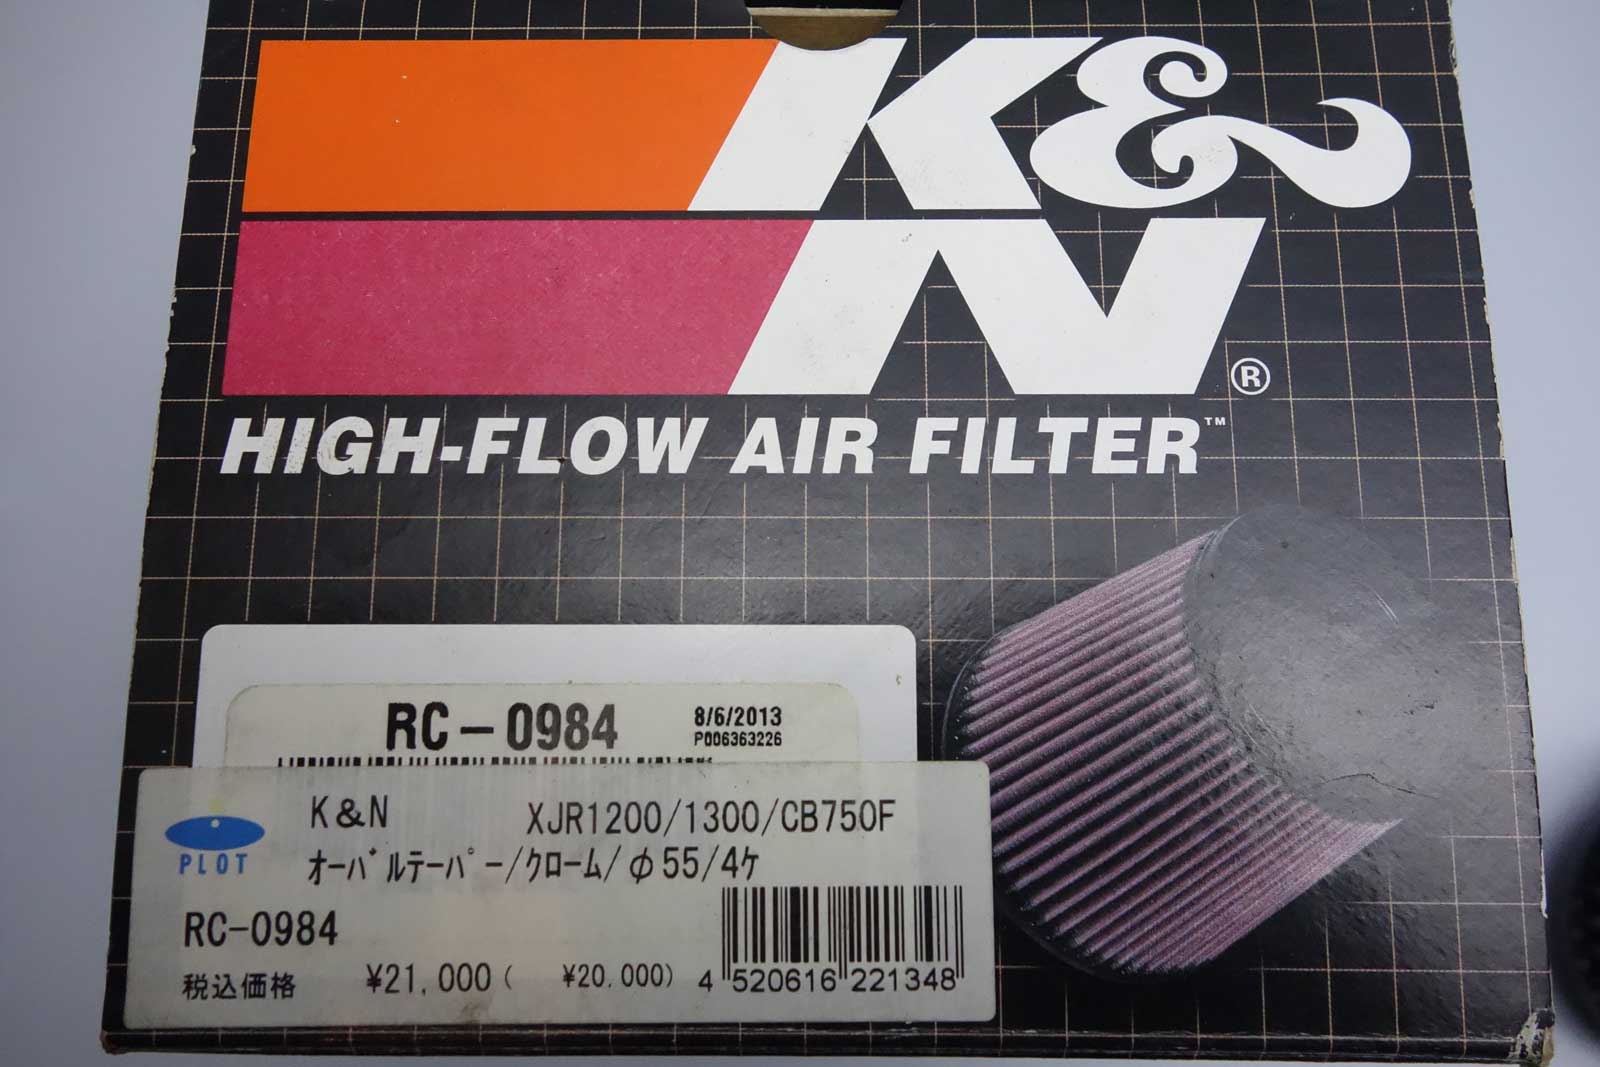 K&
N®
HIGH-FLOW AIR FILTER™
RC-0984
8/6/2013
P006363226
PLOT
K&N XJR1200/1300/CB750F
オーバルテーパー/クローム/φ55/4ケ
RC-0984
税込価格 ¥21,000( ¥20,000)
4 520616 221348